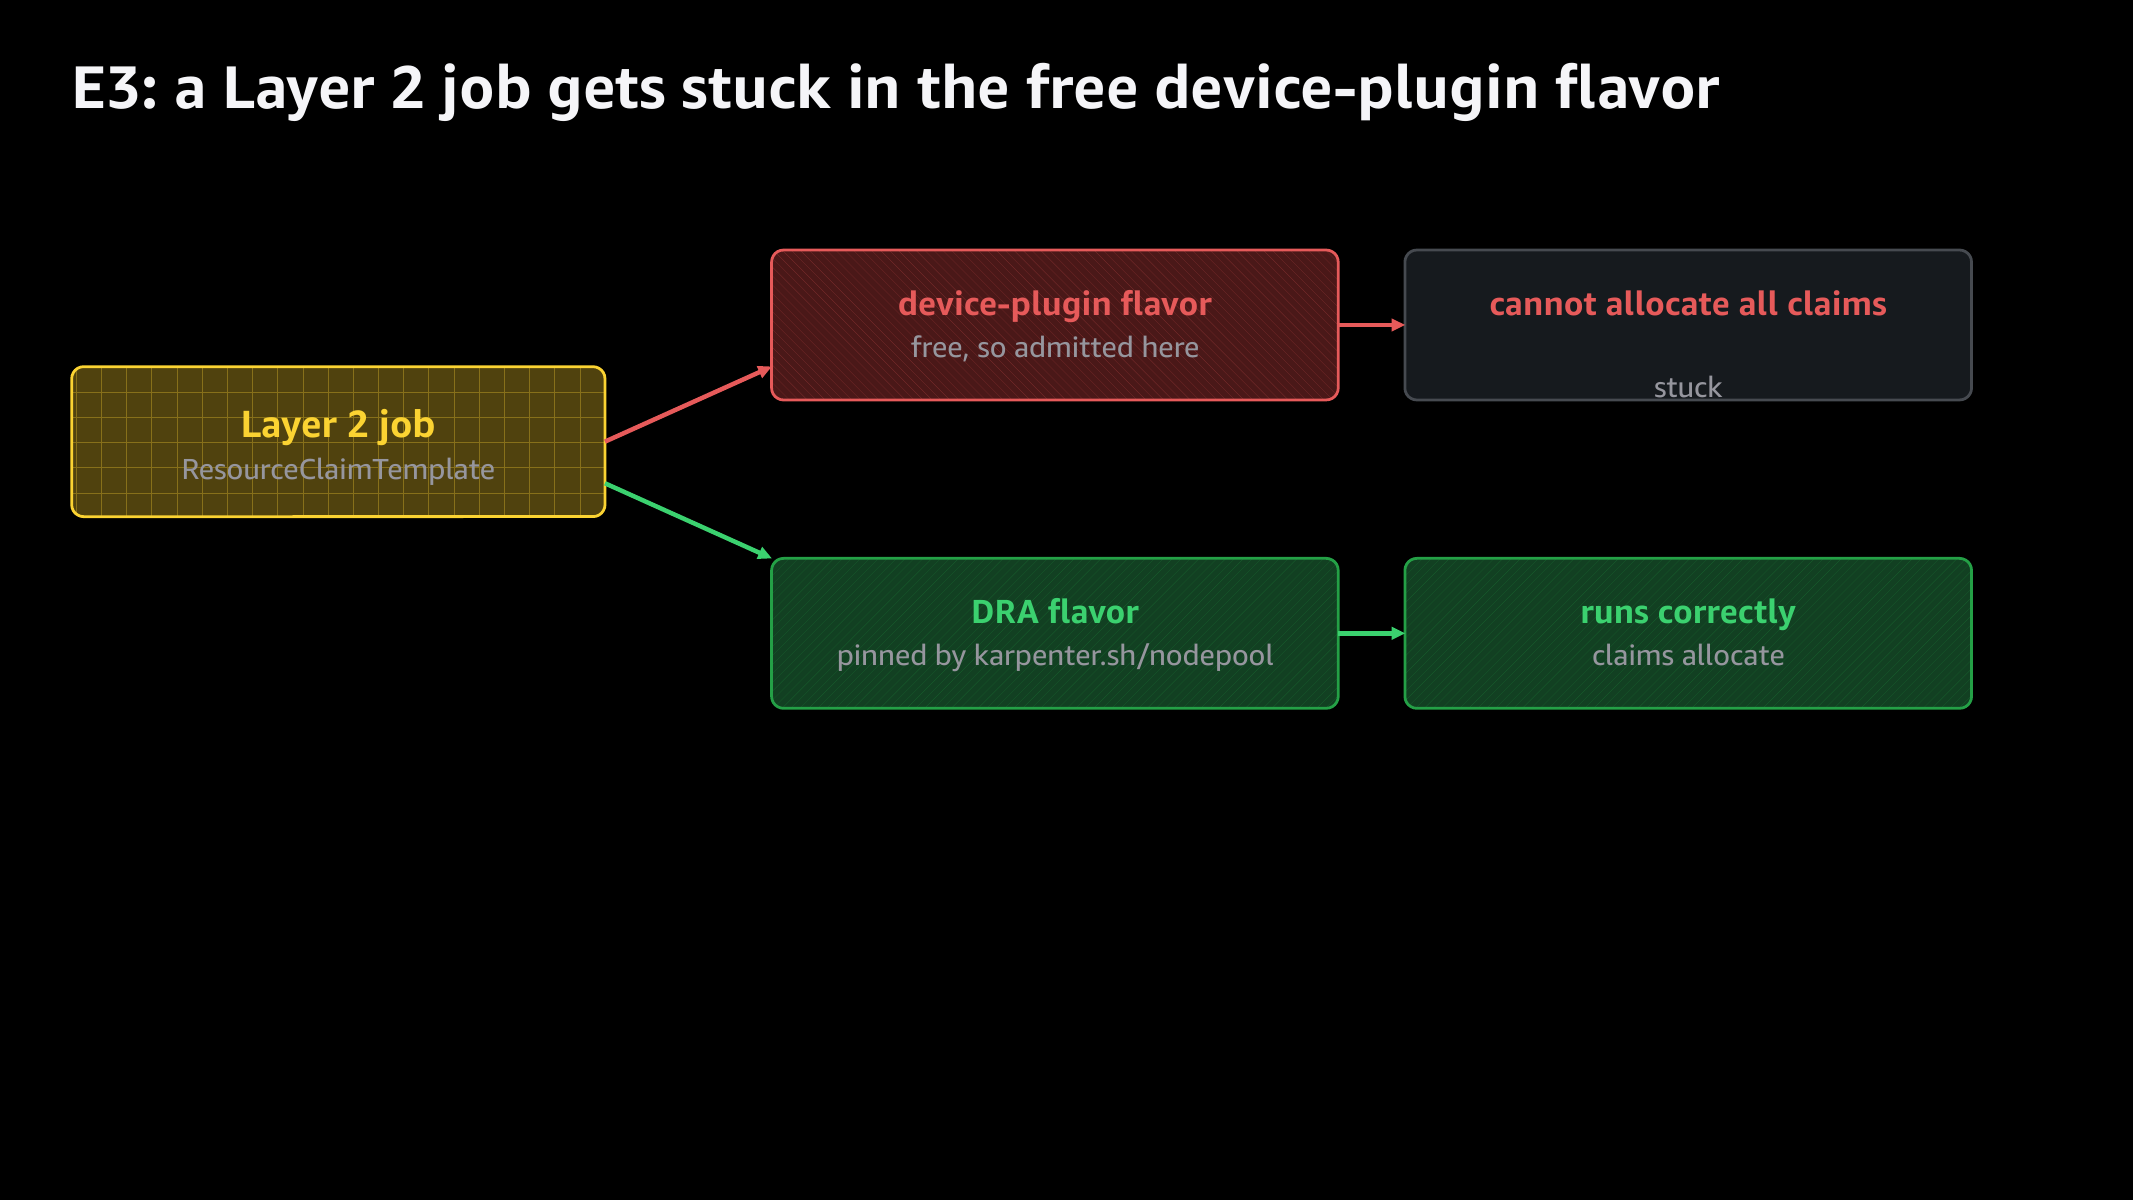 E3: a Layer 2 job gets stuck in the free device-plugin flavor
Layer 2 job
ResourceClaimTemplate
device-plugin flavor
free, so admitted here
cannot allocate all claims
stuck
DRA flavor
pinned by karpenter.sh/nodepool
runs correctly
claims allocate